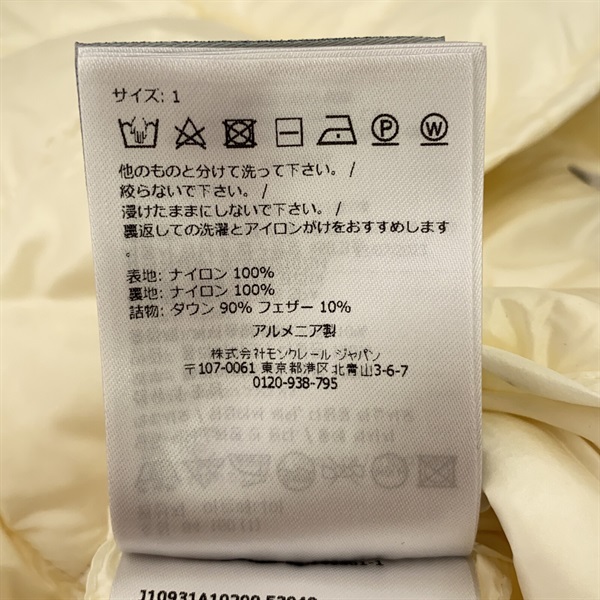 サイズ: 1
P W
他のものと分けて洗って下さい。/
絞らないで下さい。/
浸けたままにしないで下さい。/
裏返しての洗濯とアイロンがけをおすすめします
。
表地: ナイロン 100%
裏地: ナイロン 100%
詰物: ダウン 90% フェザー 10%
アルメニア製
株式会社モンクレール ジャパン
〒107-0061 東京都港区北青山3-6-7
0120-938-795